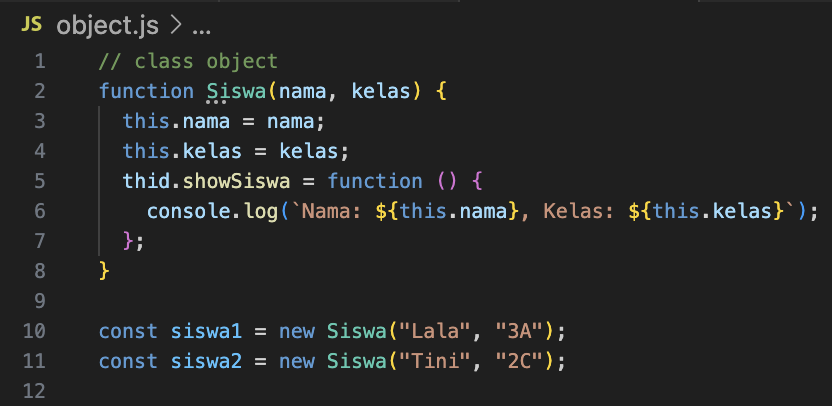 JS object.js > ...
1 // class object
2 function Siswa(nama, kelas) {
3 this.nama = nama;
4 this.kelas = kelas;
5 thid.showSiswa = function () {
6 console.log(`Nama: ${this.nama}, Kelas: ${this.kelas}`);
7 };
8 }
9
10 const siswa1 = new Siswa("Lala", "3A");
11 const siswa2 = new Siswa("Tini", "2C");
12